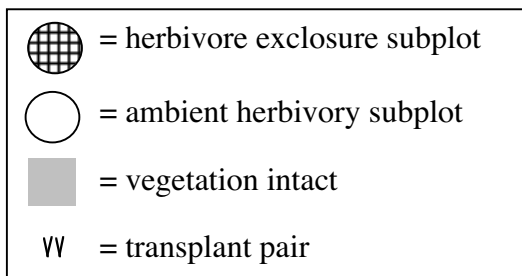 = herbivore exclosure subplot
= ambient herbivory subplot
= vegetation intact
= transplant pair